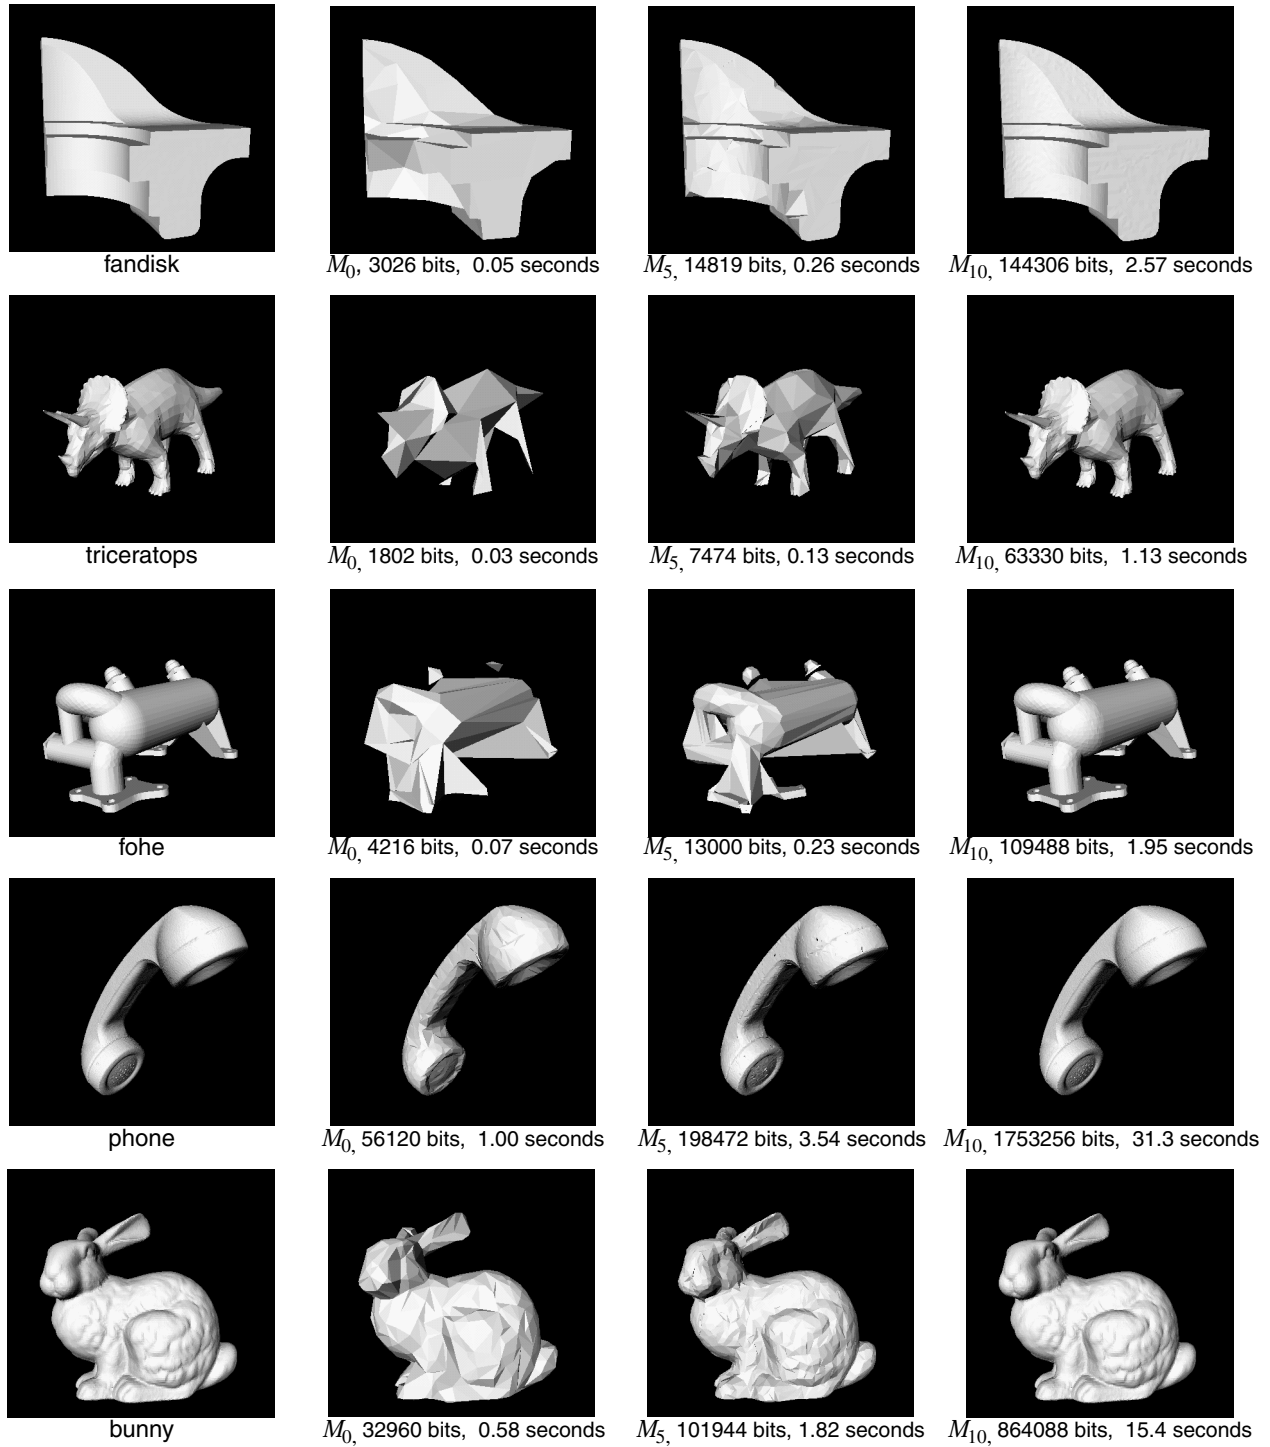 fandisk
M0, 3026 bits, 0.05 seconds
M5, 14819 bits, 0.26 seconds
M10, 144306 bits, 2.57 seconds
triceratops
M0, 1802 bits, 0.03 seconds
M5, 7474 bits, 0.13 seconds
M10, 63330 bits, 1.13 seconds
fohe
M0, 4216 bits, 0.07 seconds
M5, 13000 bits, 0.23 seconds
M10, 109488 bits, 1.95 seconds
phone
M0, 56120 bits, 1.00 seconds
M5, 198472 bits, 3.54 seconds
M10, 1753256 bits, 31.3 seconds
bunny
M0, 32960 bits, 0.58 seconds
M5, 101944 bits, 1.82 seconds
M10, 864088 bits, 15.4 seconds